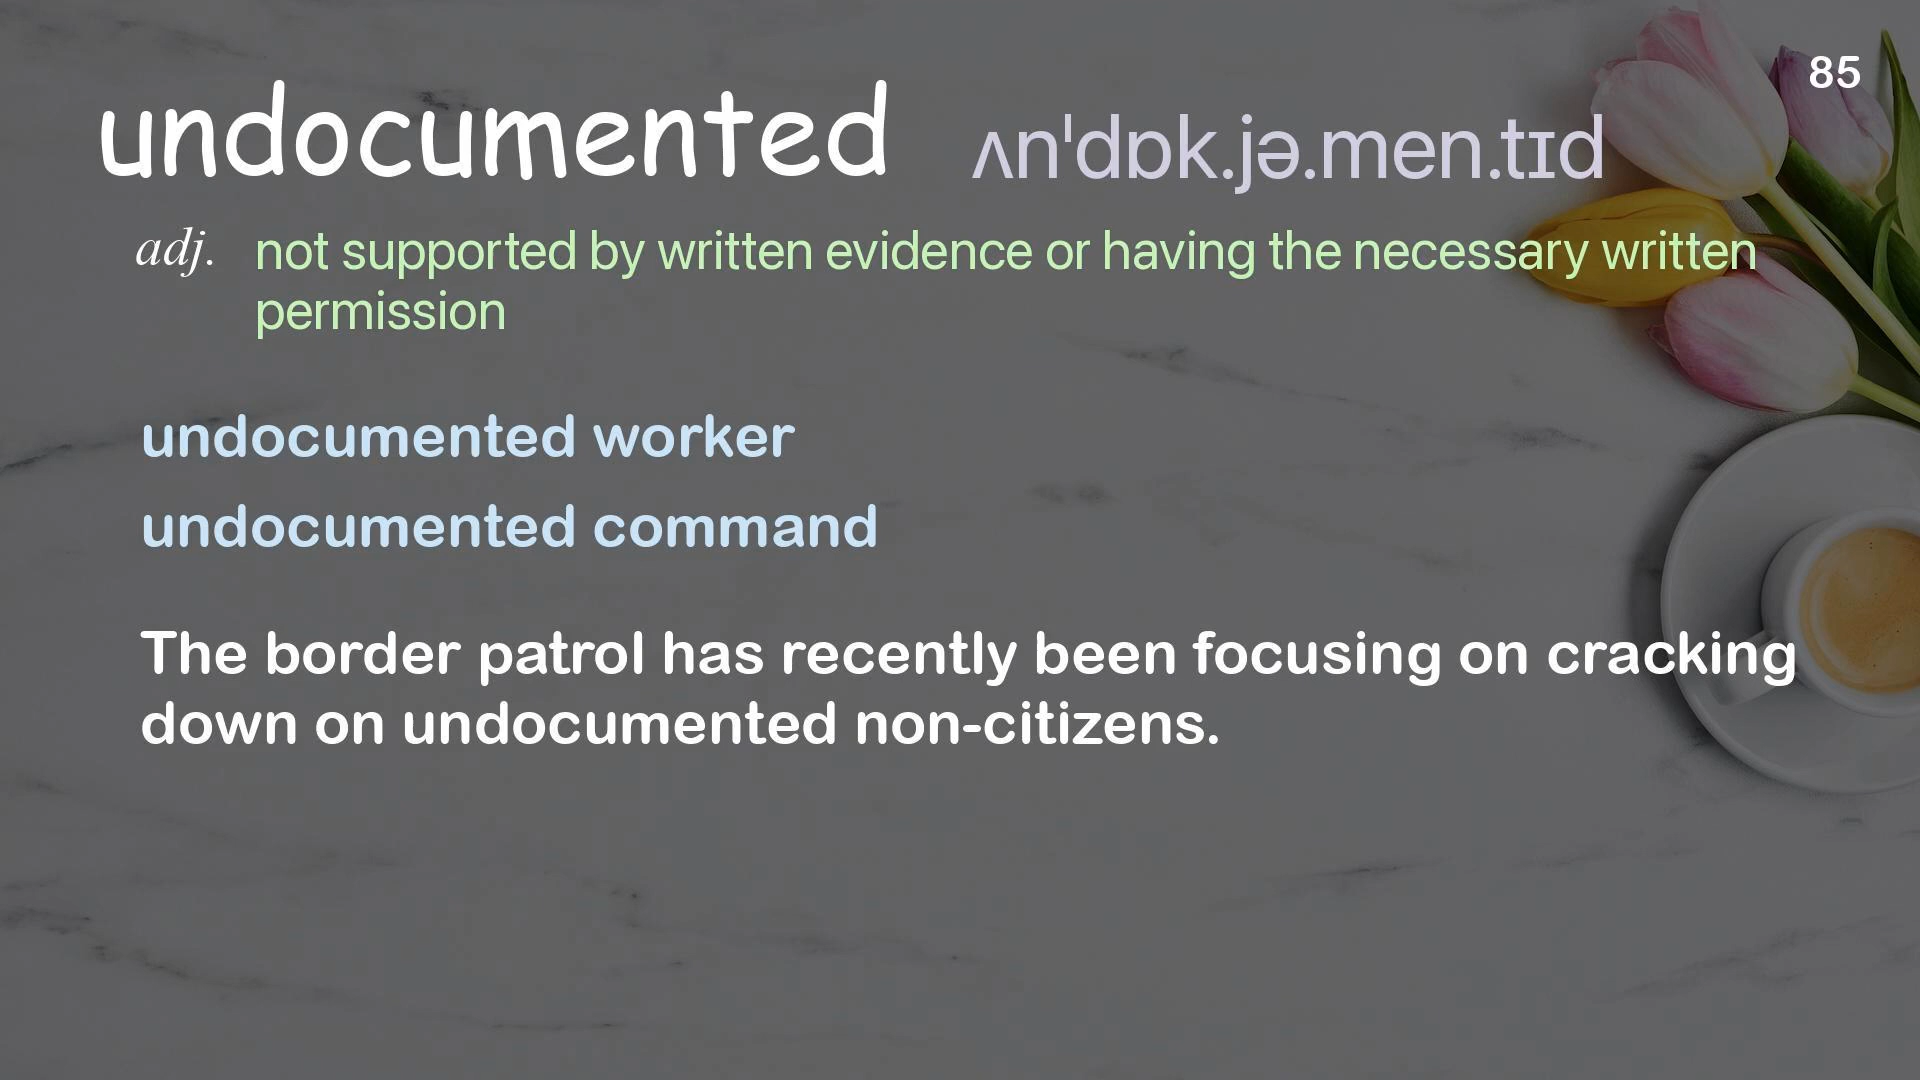 85
undocumented ʌnˈdɒk.jə.men.tɪd
adj. not supported by written evidence or having the necessary written
permission
undocumented worker
undocumented command
The border patrol has recently been focusing on cracking
down on undocumented non-citizens.